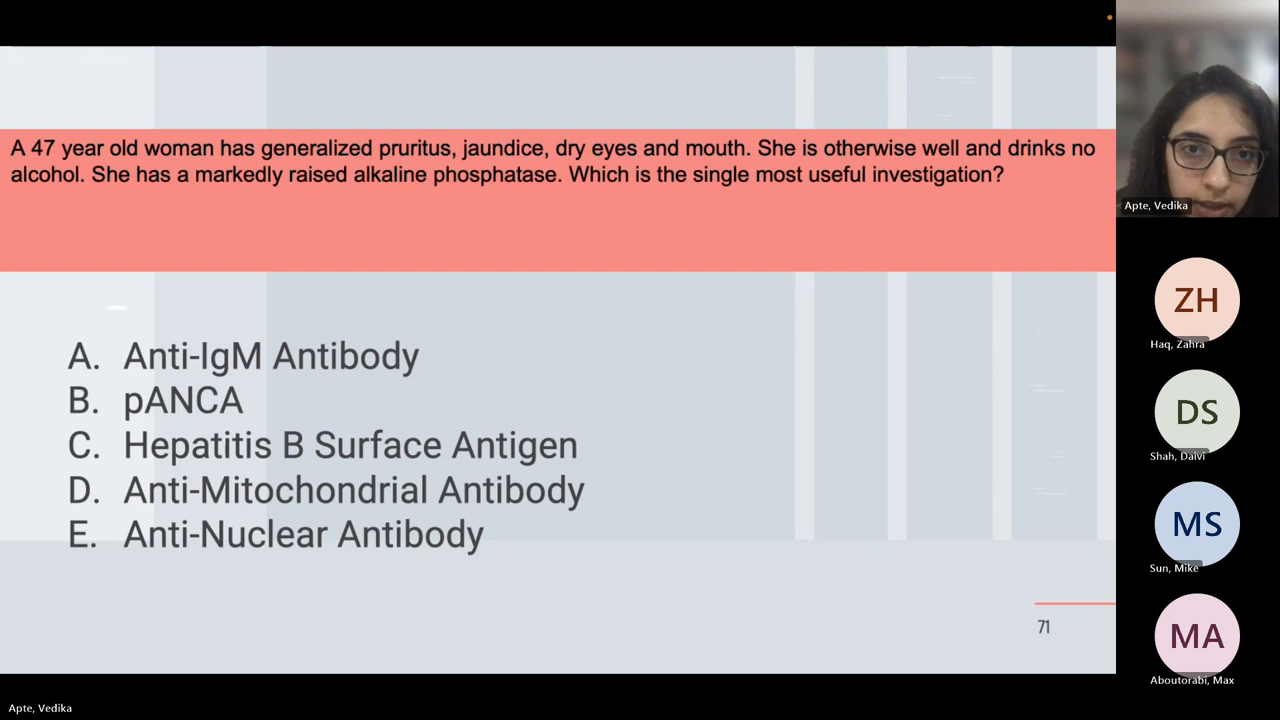 A 47 year old woman has generalized pruritus, jaundice, dry eyes and mouth. She is otherwise well and drinks no
alcohol. She has a markedly raised alkaline phosphatase. Which is the single most useful investigation?
A. Anti-IgM Antibody
B. pANCA
C. Hepatitis B Surface Antigen
D. Anti-Mitochondrial Antibody
E. Anti-Nuclear Antibody
71
Apte, Vedika
ZH
Haq, Zahra
DS
Shah, Daivi
MS
Sun, Mike
MA
Aboutorabi, Max
Apte, Vedika